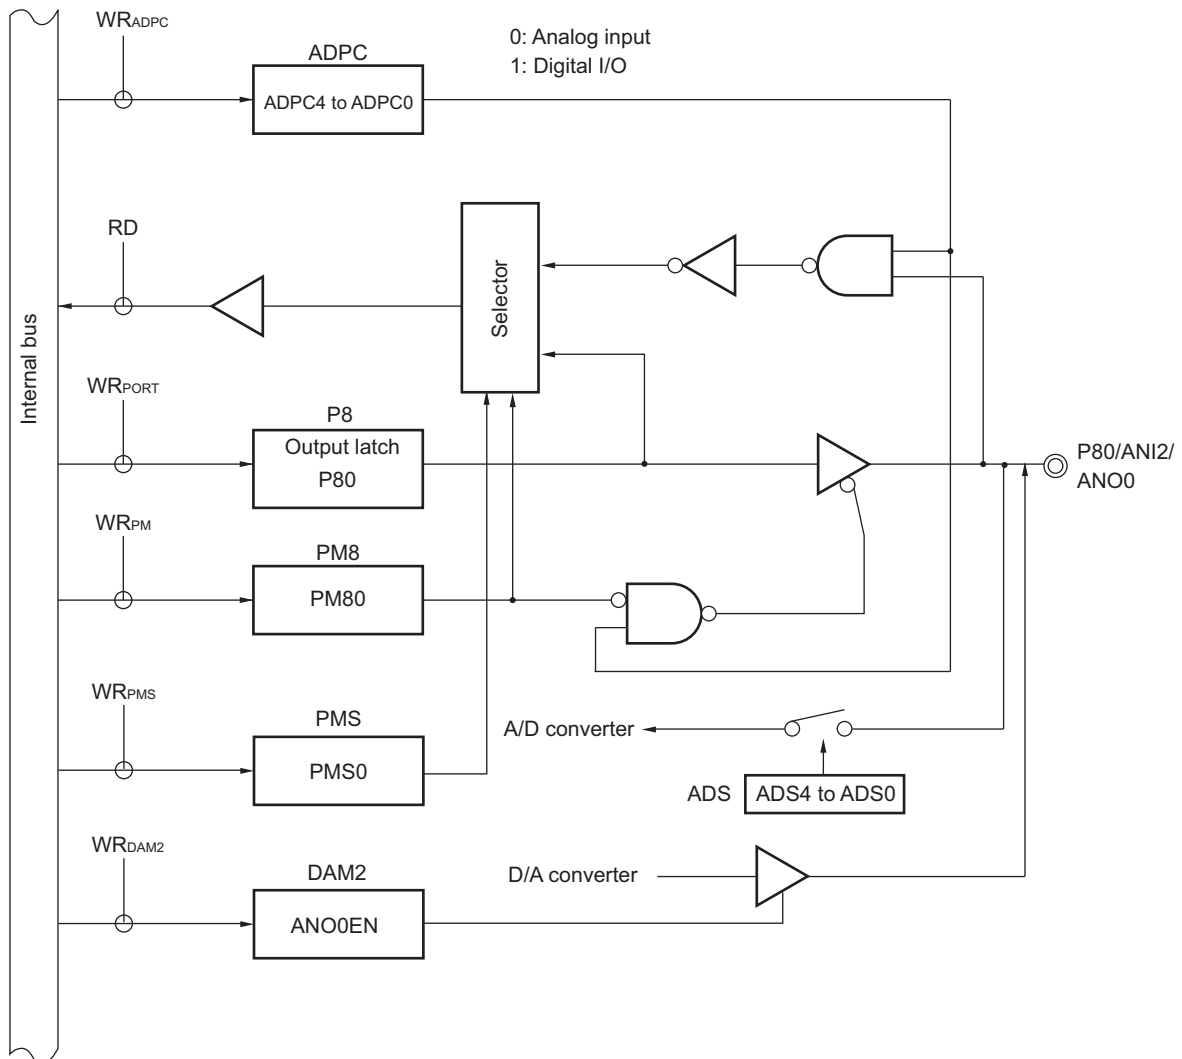 WRADPC
ADPC
ADPC4 to ADPC0
0: Analog input
1: Digital I/O
RD
Selector
Internal bus
WRPORT
P8
Output latch
P80
P80/ANI2/
ANO0
WRPM
PM8
PM80
WRPMS
PMS
PMS0
A/D converter
ADS
ADS4 to ADS0
WRDAM2
DAM2
ANO0EN
D/A converter